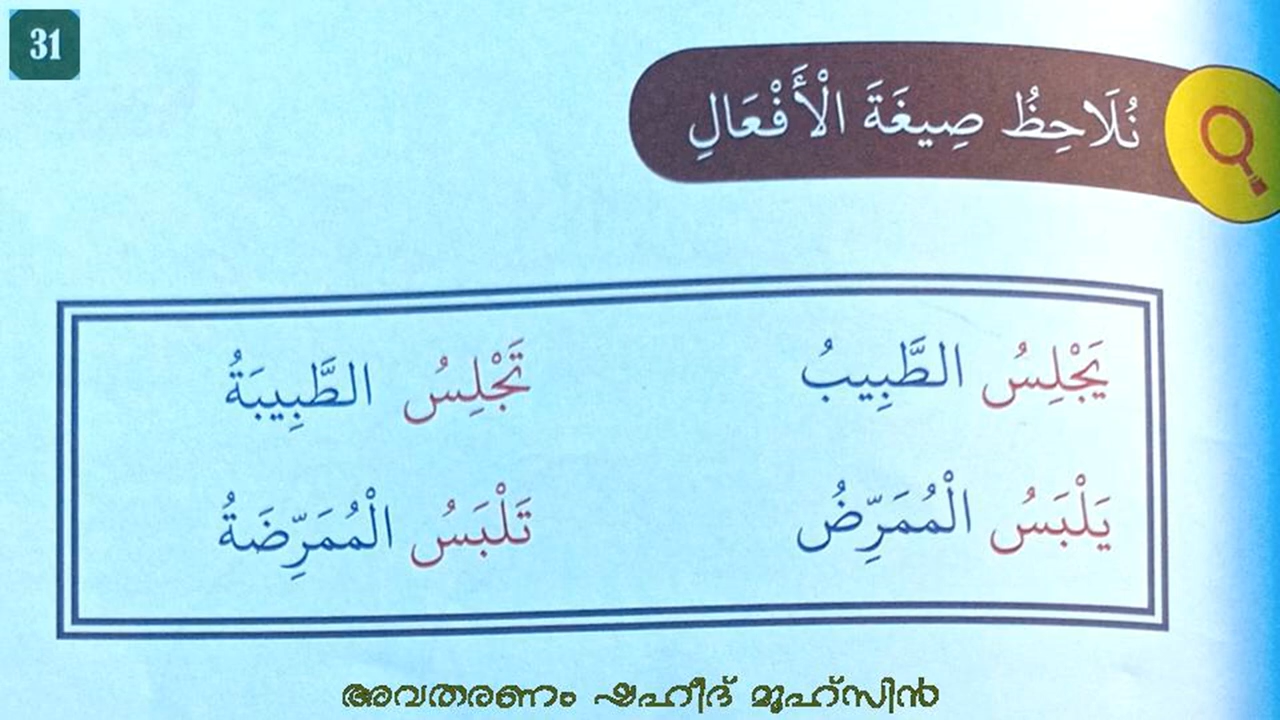 31
نُلَاحِظُ صِيغَةَ الْأَفْعَالِ
يَجْلِسُ الطَّبِيبُ تَجْلِسُ الطَّبِيبَةُ
يَلْبَسُ الْمُمَرِّضُ تَلْبَسُ الْمُمَرِّضَةُ
അവതരണം ഷഹീദ് മുഹ്സിൻ